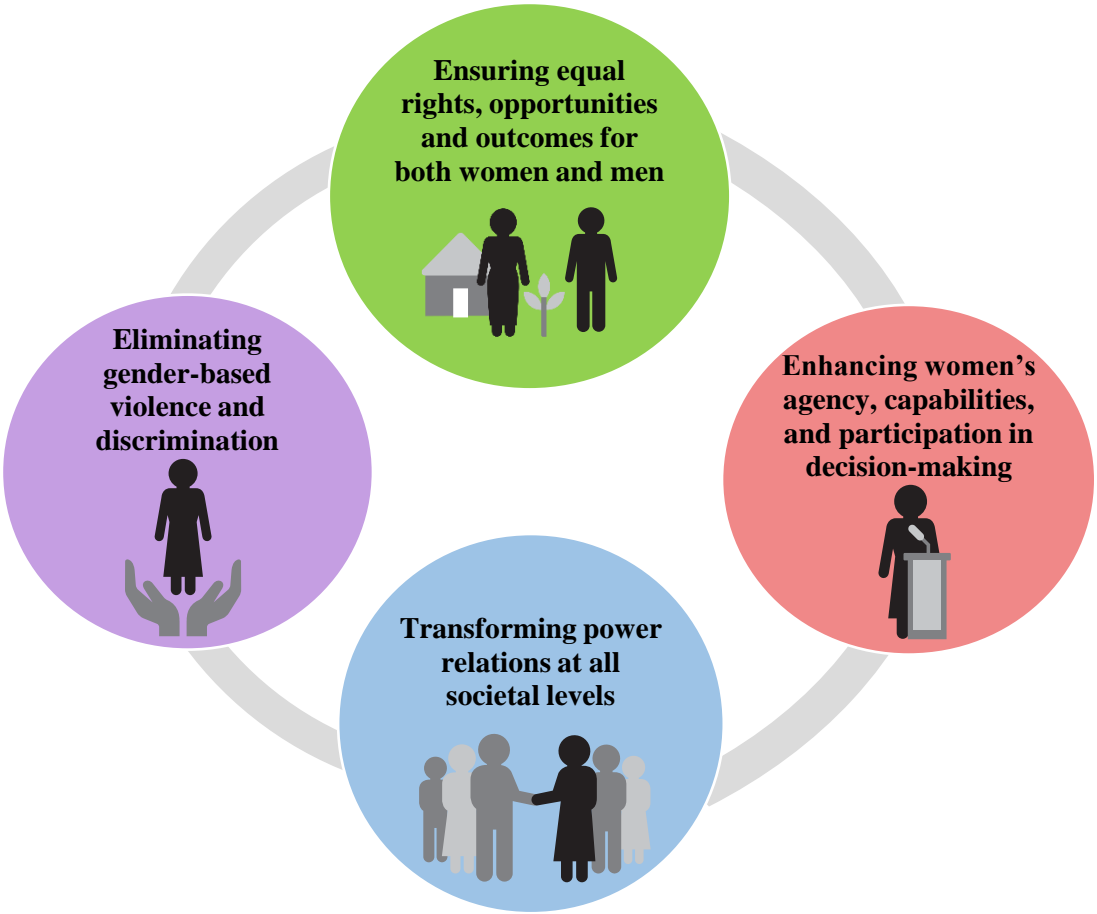 Ensuring equal
rights, opportunities
and outcomes for
both women and men
Eliminating
gender-based
violence and
discrimination
Enhancing women’s
agency, capabilities,
and participation in
decision-making
Transforming power
relations at all
societal levels